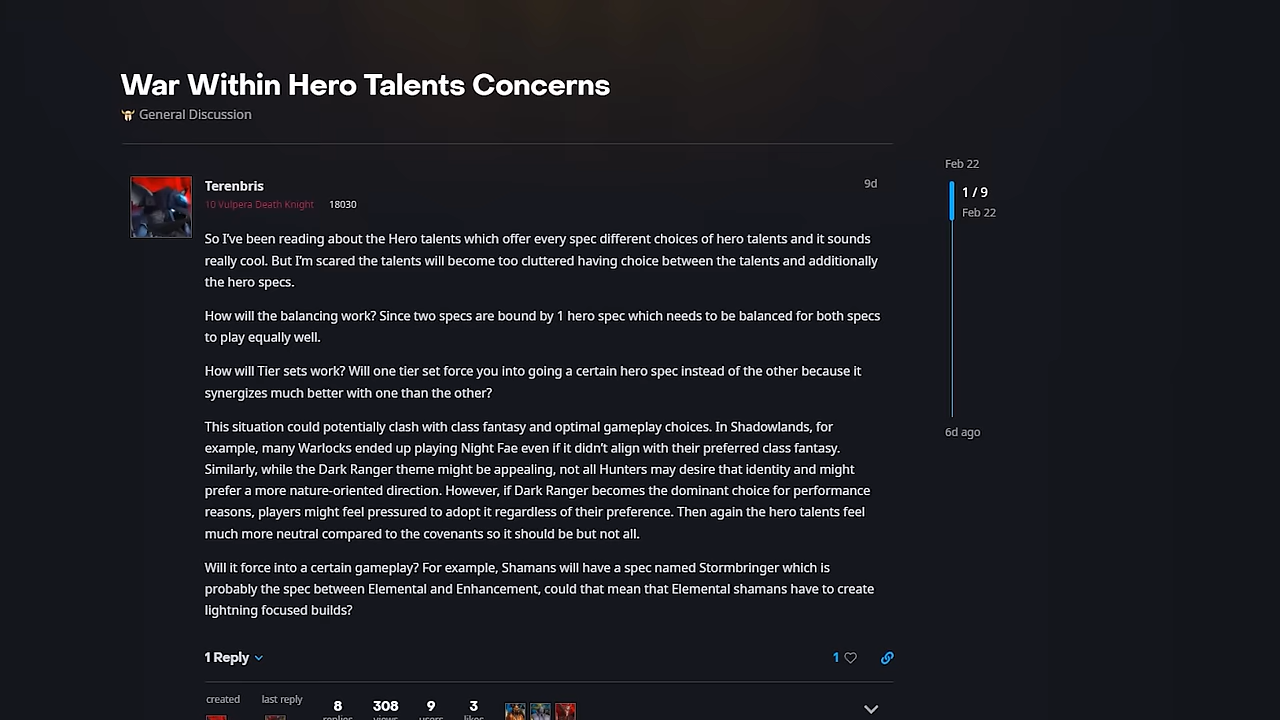 War Within Hero Talents Concerns
General Discussion
Feb 22
Terenbris
9d
10 Vulpera Death Knight 18030
1 / 9
Feb 22
So I've been reading about the Hero talents which offer every spec different choices of hero talents and it sounds
really cool. But I'm scared the talents will become too cluttered having choice between the talents and additionally
the hero specs.
How will the balancing work? Since two specs are bound by 1 hero spec which needs to be balanced for both specs
to play equally well.
How will Tier sets work? Will one tier set force you into going a certain hero spec instead of the other because it
synergizes much better with one than the other?
This situation could potentially clash with class fantasy and optimal gameplay choices. In Shadowlands, for
example, many Warlocks ended up playing Night Fae even if it didn't align with their preferred class fantasy.
Similarly, while the Dark Ranger theme might be appealing, not all Hunters may desire that identity and might
prefer a more nature-oriented direction. However, if Dark Ranger becomes the dominant choice for performance
reasons, players might feel pressured to adopt it regardless of their preference. Then again the hero talents feel
much more neutral compared to the covenants so it should be but not all.
6d ago
Will it force into a certain gameplay? For example, Shamans will have a spec named Stormbringer which is
probably the spec between Elemental and Enhancement, could that mean that Elemental shamans have to create
lightning focused builds?
1 Reply
1
created last reply 8 308 9 3
replies views users likes